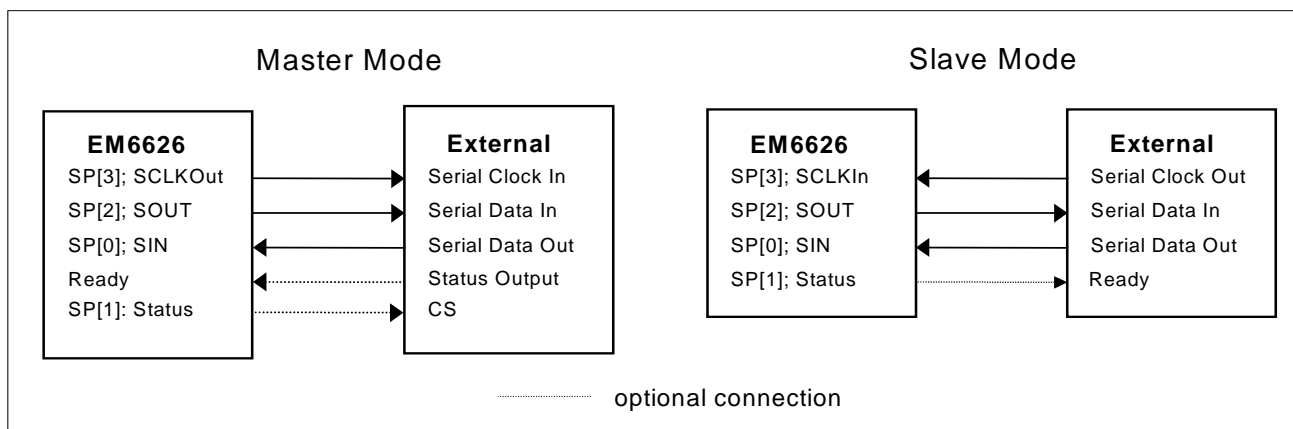 Master Mode
EM6626
SP[3]; SCLKOut
SP[2]; SOUT
SP[0]; SIN
Ready
SP[1]: Status
External
Serial Clock In
Serial Data In
Serial Data Out
Status Output
CS
Slave Mode
EM6626
SP[3]; SCLKIn
SP[2]; SOUT
SP[0]; SIN
SP[1]; Status
External
Serial Clock Out
Serial Data In
Serial Data Out
Ready
optional connection